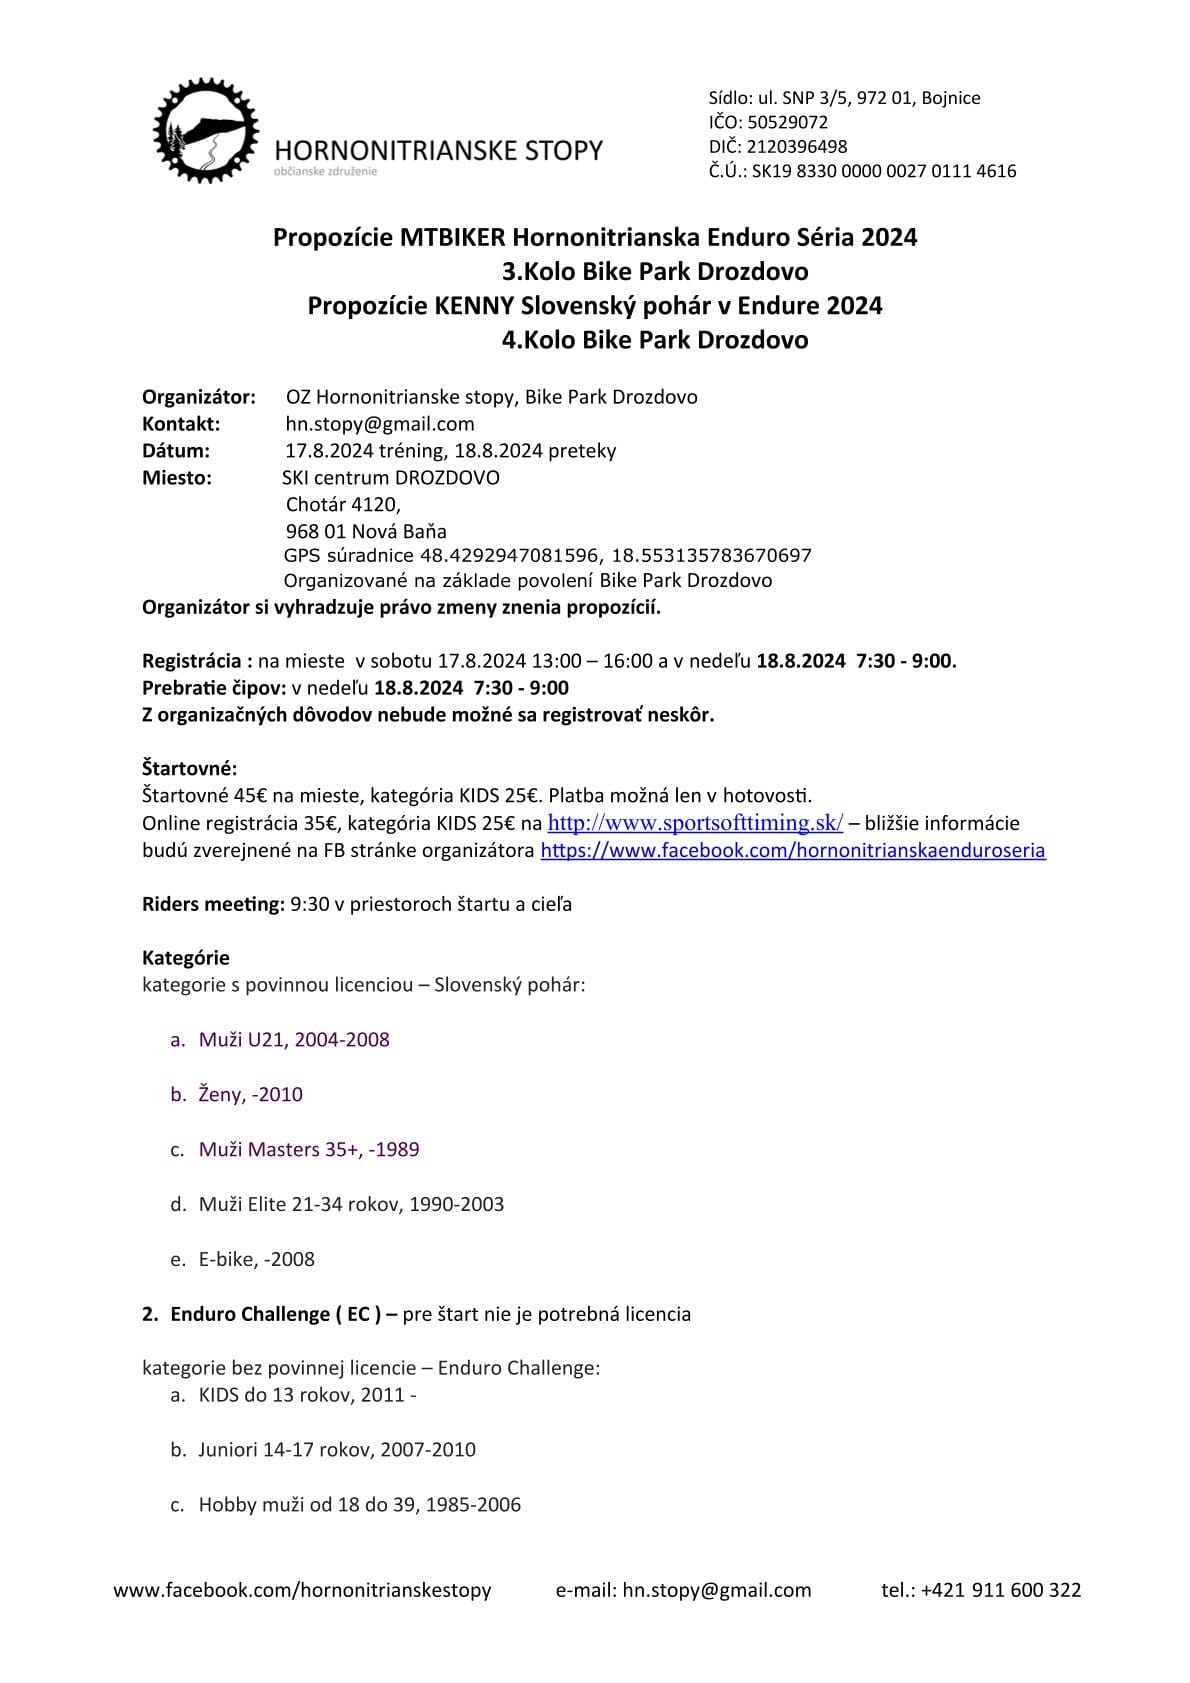 HORNONITRIANSKE STOPY
občianske združenie
Sídlo: ul. SNP 3/5, 972 01, Bojnice
IČO: 50529072
DIČ: 2120396498
Č.Ú.: SK19 8330 0000 0027 0111 4616
Propozície MTBIKER Hornonitrianska Enduro Séria 2024
3.Kolo Bike Park Drozdovo
Propozície KENNY Slovenský pohár v Endure 2024
4.Kolo Bike Park Drozdovo
Organizátor: OZ Hornonitrianske stopy, Bike Park Drozdovo
Kontakt: hn.stopy@gmail.com
Dátum: 17.8.2024 tréning, 18.8.2024 preteky
Miesto: SKI centrum DROZDOVO
Chotár 4120,
968 01 Nová Baňa
GPS súradnice 48.4292947081596, 18.553135783670697
Organizované na základe povolení Bike Park Drozdovo
Organizátor si vyhradzuje právo zmeny znenia propozícií.
Registrácia : na mieste v sobotu 17.8.2024 13:00 – 16:00 a v nedeľu 18.8.2024 7:30 - 9:00.
Prebratie čipov: v nedeľu 18.8.2024 7:30 - 9:00
Z organizačných dôvodov nebude možné sa registrovať neskôr.
Štartovné:
Štartovné 45€ na mieste, kategória KIDS 25€. Platba možná len v hotovosti.
Online registrácia 35€, kategória KIDS 25€ na http://www.sportsofttiming.sk/ – bližšie informácie
budú zverejnené na FB stránke organizátora https://www.facebook.com/hornonitrianskaenduroseria
Riders meeting: 9:30 v priestoroch štartu a cieľa
Kategórie
kategorie s povinnou licenciou – Slovenský pohár:
a. Muži U21, 2004-2008
b. Ženy, -2010
c. Muži Masters 35+, -1989
d. Muži Elite 21-34 rokov, 1990-2003
e. E-bike, -2008
2. Enduro Challenge ( EC ) – pre štart nie je potrebná licencia
kategorie bez povinnej licencie – Enduro Challenge:
a. KIDS do 13 rokov, 2011 -
b. Juniori 14-17 rokov, 2007-2010
c. Hobby muži od 18 do 39, 1985-2006
www.facebook.com/hornonitrianskestopy e-mail: hn.stopy@gmail.com tel.: +421 911 600 322